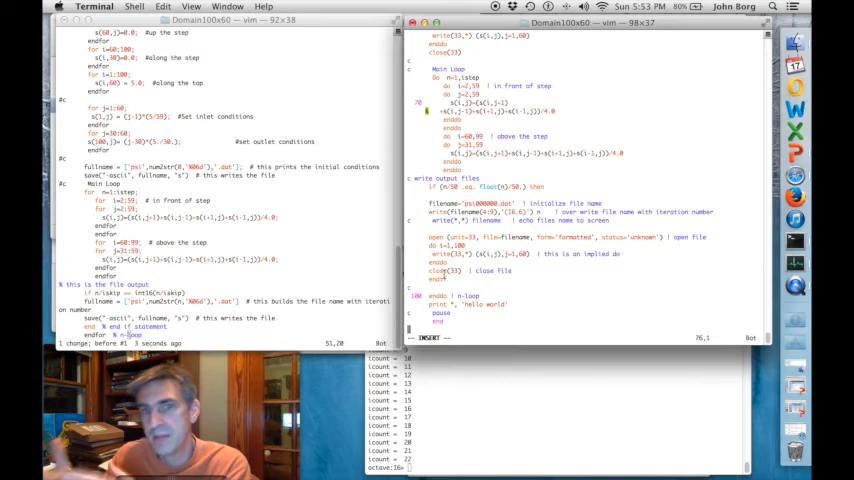 Terminal Shell Edit View Window Help
80% Sun 5:53 PM John Borg
Domain100x60 — vim — 92×38
s(60,j)=0.0; #up the step
endfor
for i=60:100;
s(i,30)=0.0; #along the step
endfor
for i=1:100;
s(i,60) = 5.0; #along the top
endfor
#c
for j=1:60;
s(1,j) = (j-1)*(5/59); #Set inlet conditions
endfor
for j=30:60;
s(100,j)= (j-30)*(5./30.); #set outlet conditions
endfor
#c
fullname = ['psi',num2str(0,'%06d'),'.dat']; # this prints the initial conditions
save("-ascii", fullname, "s") # this writes the file
#c Main Loop
for n=1:istep;
for i=2:59; # in front of step
for j=2:59;
s(i,j)=(s(i,j+1)+s(i,j-1)+s(i+1,j)+s(i-1,j))/4.0;
endfor
endfor
for i=60:99; # above the step
for j=31:59;
s(i,j)=(s(i,j+1)+s(i,j-1)+s(i+1,j)+s(i-1,j))/4.0;
endfor
endfor
% this is the file output
if n/iskip == int16(n/iskip)
fullname = ['psi',num2str(n,'%06d'),'.dat'] % this builds the file name with iterati
on number
save("-ascii", fullname, "s") % this writes the file
end % end if statement
endfor % n-loop
1 change; before #1 3 seconds ago 51,20 Bot
Domain100x60 — vim — 98×37
write(33,*) (s(i,j),j=1,60)
enddo
close(33)
c
c Main Loop
Do n=1,istep
do i=2,59 ! in front of step
do j=2,59
70 s(i,j)=(s(i,j+1)
& +s(i,j-1)+s(i+1,j)+s(i-1,j))/4.0
enddo
enddo
do i=60,99 ! above the step
do j=31,59
s(i,j)=(s(i,j+1)+s(i,j-1)+s(i+1,j)+s(i-1,j))/4.0
enddo
enddo
c write output files
if (n/50 .eq. float(n)/50.) then
filename='psi000000.dat' ! initialize file name
write(filename(4:9),'(I6.6)') n ! over write file name with iteration number
c write(*,*) filename ! echo files name to screen
open (unit=33, file=filename, form='formatted', status='unknown') ! open file
do i=1,100
write(33,*) (s(i,j),j=1,60) ! this is an implied do
enddo
close(33) ! close file
endif
c
100 enddo ! n-loop
print *, 'hello world'
c pause
end
-- INSERT -- 76,1 Bot
icount = 9
icount = 10
icount = 11
icount = 12
icount = 13
icount = 14
icount = 15
icount = 16
icount = 17
icount = 18
icount = 19
icount = 20
icount = 21
icount = 22
octave:16>
17